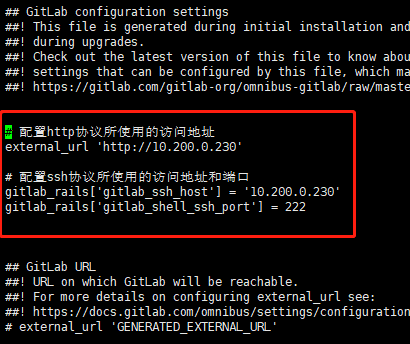 ## GitLab configuration settings
##! This file is generated during initial installation and
##! during upgrades.
##! Check out the latest version of this file to know abou
##! settings that can be configured by this file, which ma
##! https://gitlab.com/gitlab-org/omnibus-gitlab/raw/maste
# 配置http协议所使用的访问地址
external_url 'http://10.200.0.230'
# 配置ssh协议所使用的访问地址和端口
gitlab_rails['gitlab_ssh_host'] = '10.200.0.230'
gitlab_rails['gitlab_shell_ssh_port'] = 222
## GitLab URL
##! URL on which GitLab will be reachable.
##! For more details on configuring external_url see:
##! https://docs.gitlab.com/omnibus/settings/configuration
# external_url 'GENERATED_EXTERNAL_URL'